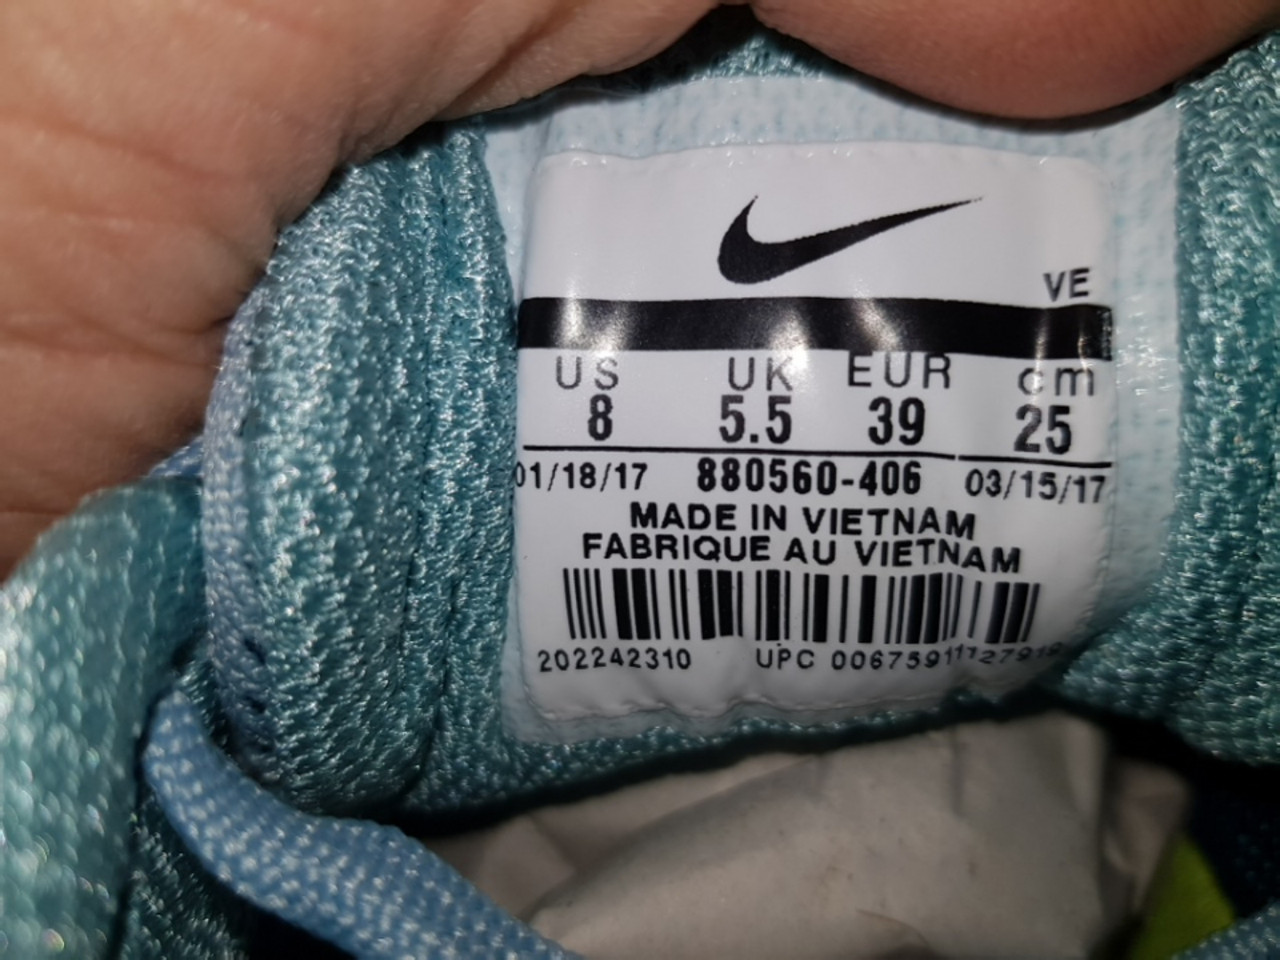 VE
US UK EUR cm
8 5.5 39 25
01/18/17 880560-406 03/15/17
MADE IN VIETNAM
FABRIQUE AU VIETNAM
202242310 UPC